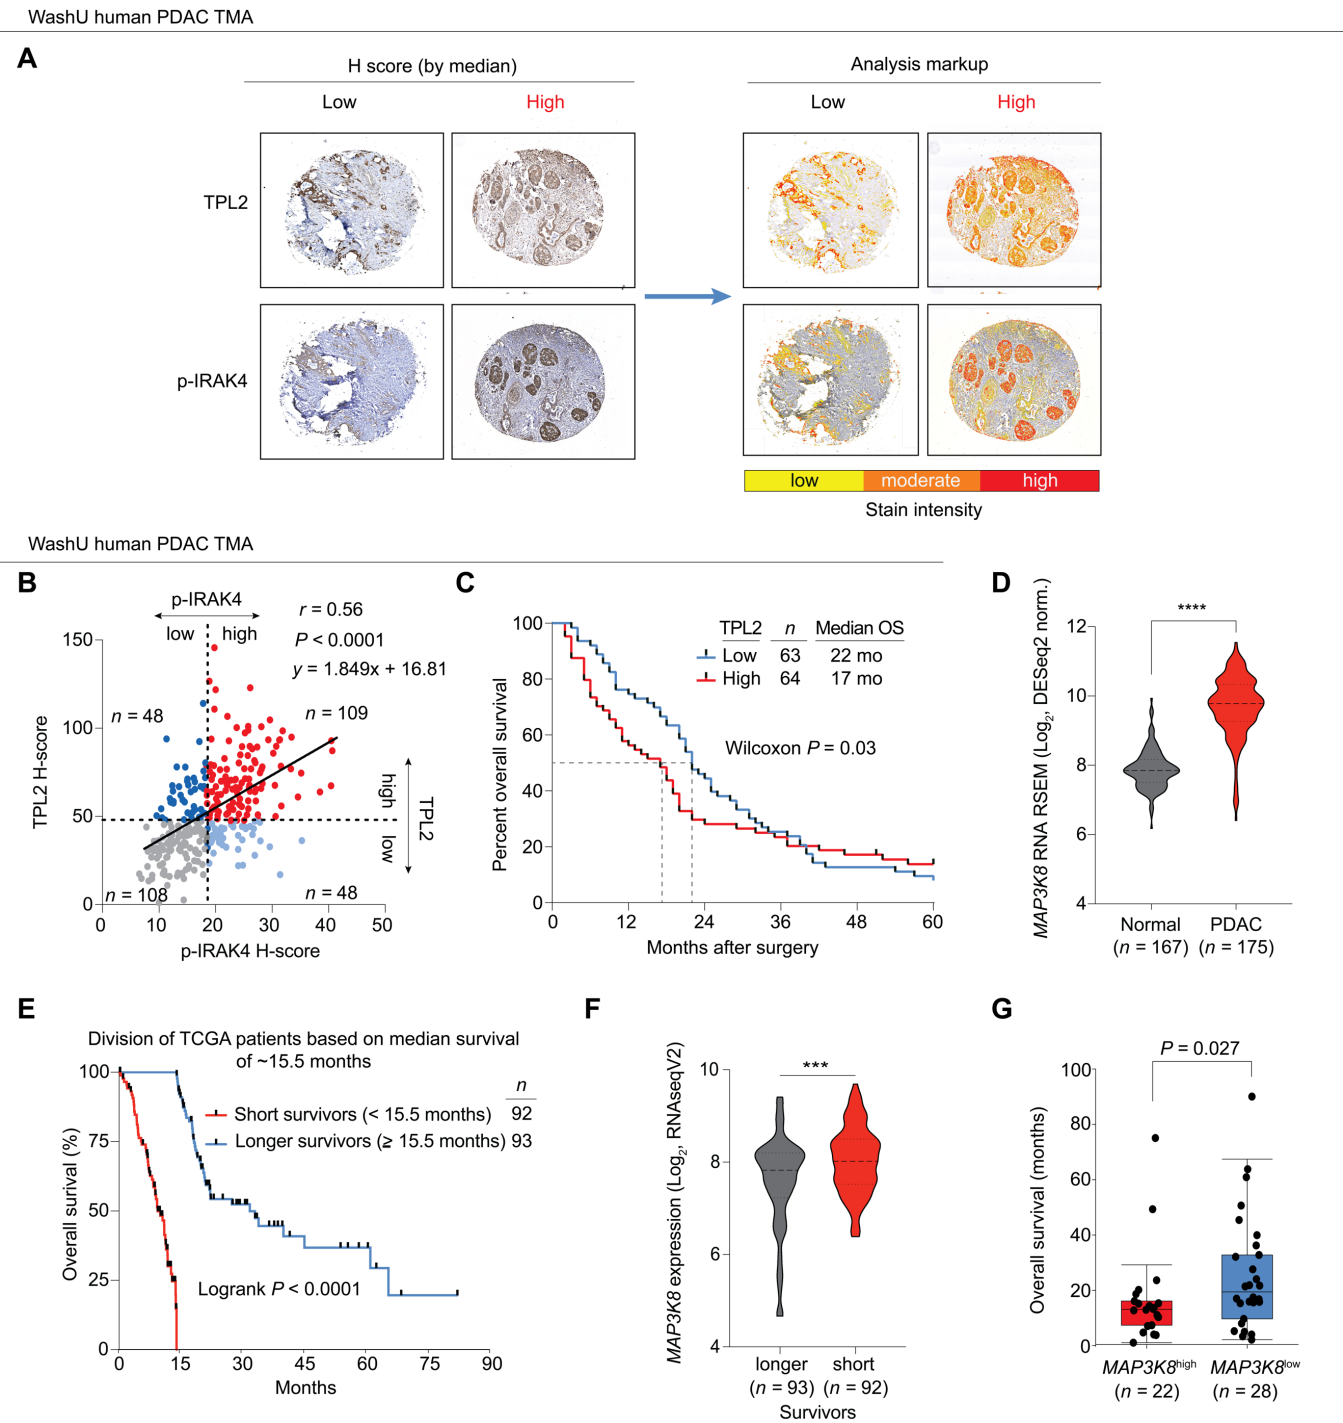 WashU human PDAC TMA
A
H score (by median)
Analysis markup
Low
High
Low
High
TPL2
p-IRAK4
low
moderate
high
Stain intensity
WashU human PDAC TMA
B
p-IRAK4
low
high
r = 0.56
P < 0.0001
y = 1.849x + 16.81
n = 48
n = 109
n = 108
n = 48
high
low
TPL2
TPL2 H-score
150
100
50
0
0 10 20 30 40 50
p-IRAK4 H-score
C
TPL2 n Median OS
Low 63 22 mo
High 64 17 mo
Wilcoxon P = 0.03
Percent overall survival
100
80
60
40
20
0
0 12 24 36 48 60
Months after surgery
D
****
MAP3K8 RNA RSEM (Log2, DESeq2 norm.)
12
10
8
6
4
Normal PDAC
(n = 167) (n = 175)
E
Division of TCGA patients based on median survival
of ~15.5 months
n
Short survivors (< 15.5 months) 92
Longer survivors (≥ 15.5 months) 93
Logrank P < 0.0001
Overall surival (%)
100
75
50
25
0
0 15 30 45 60 75 90
Months
F
***
MAP3K8 expression (Log2, RNAseqV2)
10
8
6
4
longer short
(n = 93) (n = 92)
Survivors
G
P = 0.027
Overall survival (months)
100
80
60
40
20
0
MAP3K8high MAP3K8low
(n = 22) (n = 28)